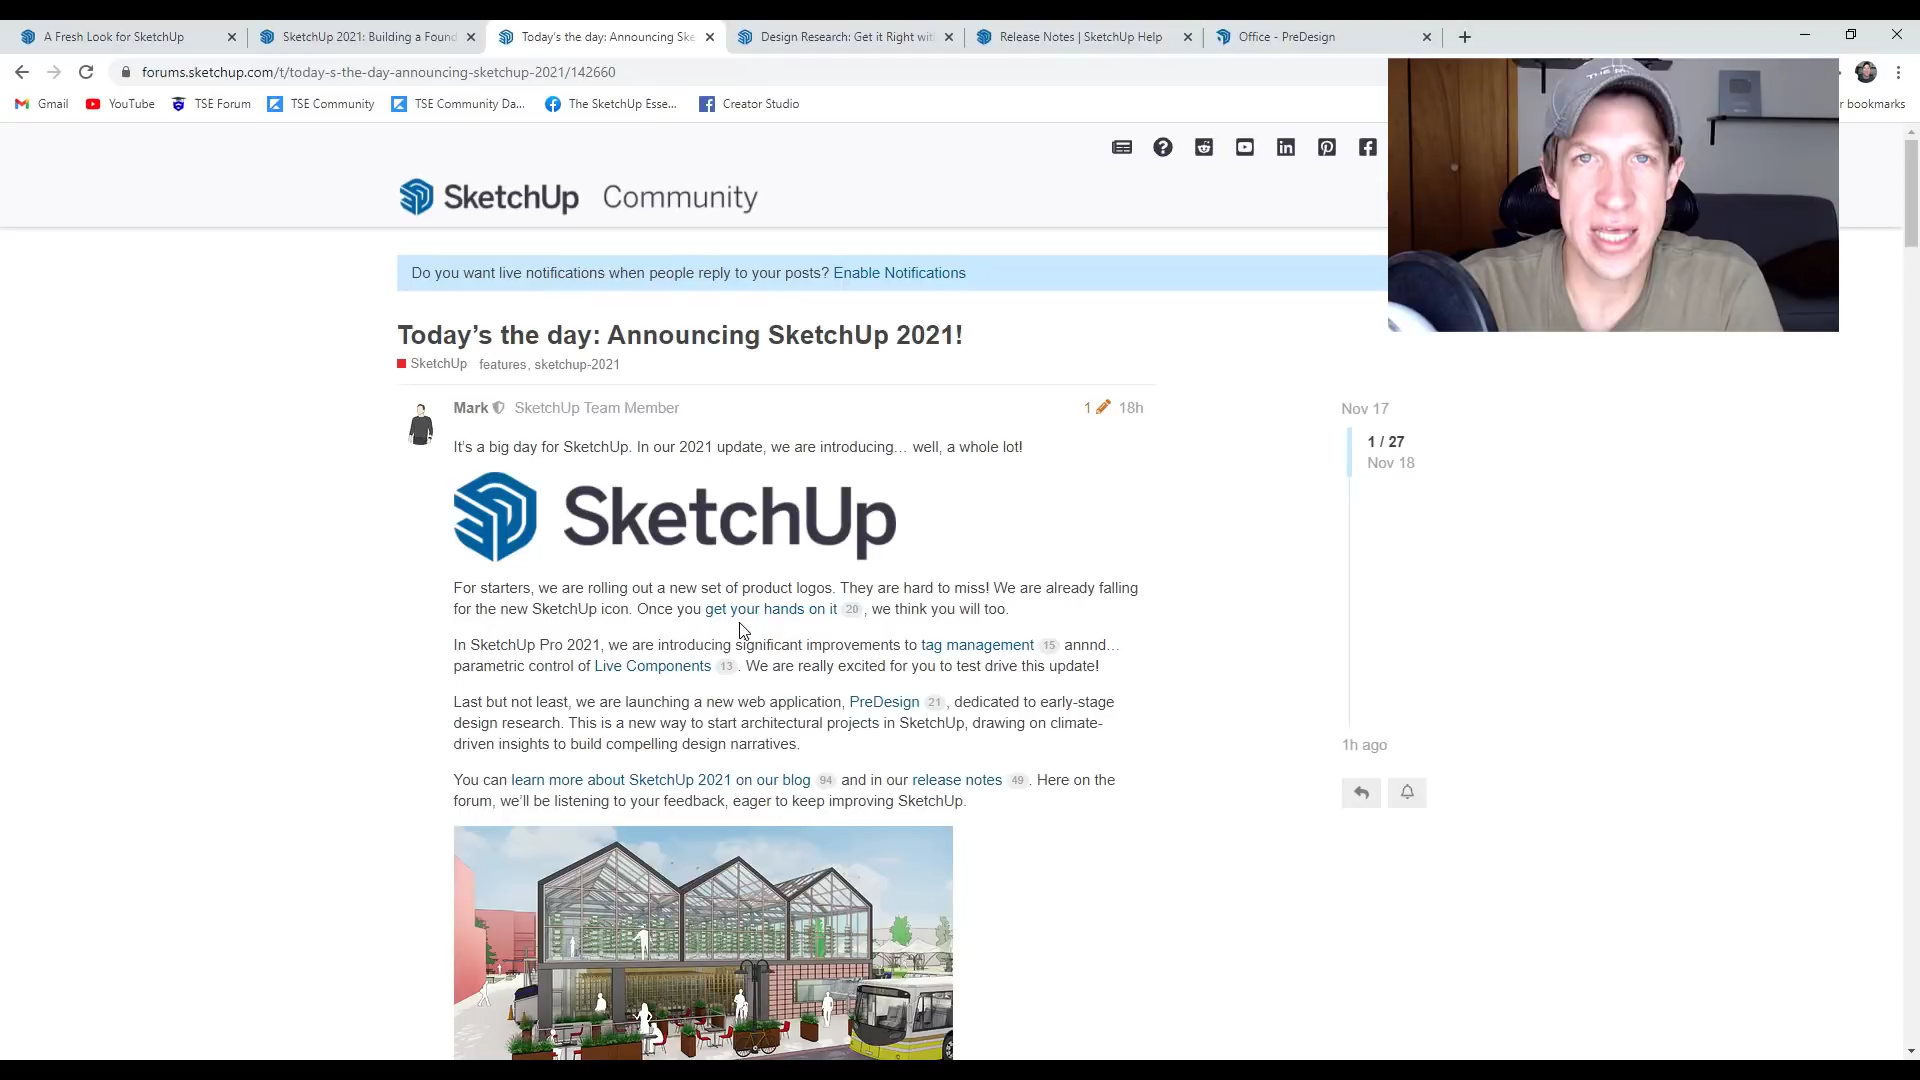 A Fresh Look for SketchUp
SketchUp 2021: Building a Found
Today's the day: Announcing Ske
Design Research: Get it Right wit
Release Notes | SketchUp Help
Office - PreDesign
forums.sketchup.com/t/today-s-the-day-announcing-sketchup-2021/142660
Gmail
YouTube
TSE Forum
TSE Community
TSE Community Da...
The SketchUp Esse...
Creator Studio
r bookmarks
SketchUp Community
Do you want live notifications when people reply to your posts? Enable Notifications
Today's the day: Announcing SketchUp 2021!
SketchUp features, sketchup-2021
Mark SketchUp Team Member 1 18h
It's a big day for SketchUp. In our 2021 update, we are introducing… well, a whole lot!
SketchUp
For starters, we are rolling out a new set of product logos. They are hard to miss! We are already falling
for the new SketchUp icon. Once you get your hands on it 20 , we think you will too.
In SketchUp Pro 2021, we are introducing significant improvements to tag management 15 annnd…
parametric control of Live Components 13 . We are really excited for you to test drive this update!
Last but not least, we are launching a new web application, PreDesign 21 , dedicated to early-stage
design research. This is a new way to start architectural projects in SketchUp, drawing on climate-
driven insights to build compelling design narratives.
You can learn more about SketchUp 2021 on our blog 94 and in our release notes 49 . Here on the
forum, we'll be listening to your feedback, eager to keep improving SketchUp.
Nov 17
1 / 27
Nov 18
1h ago